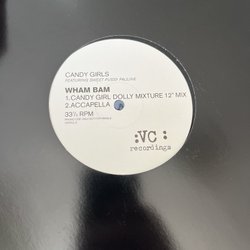 CANDY GIRLS
FEATURING SWEET PUSSY PAULINE
WHAM BAM
1.CANDY GIRL DOLLY MIXTURE 12" MIX
2.ACCAPELLA
33⅓ RPM
:VC:
recordings